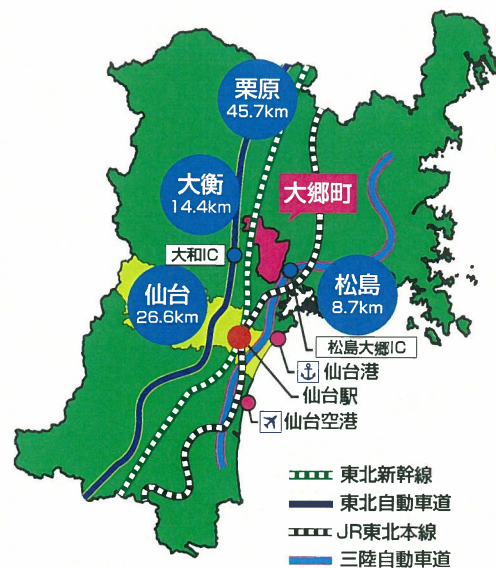 栗原
45.7km
大衡
14.4km
大郷町
大和IC
仙台
26.6km
松島
8.7km
松島大郷IC
仙台港
仙台駅
仙台空港
東北新幹線
東北自動車道
JR東北本線
三陸自動車道